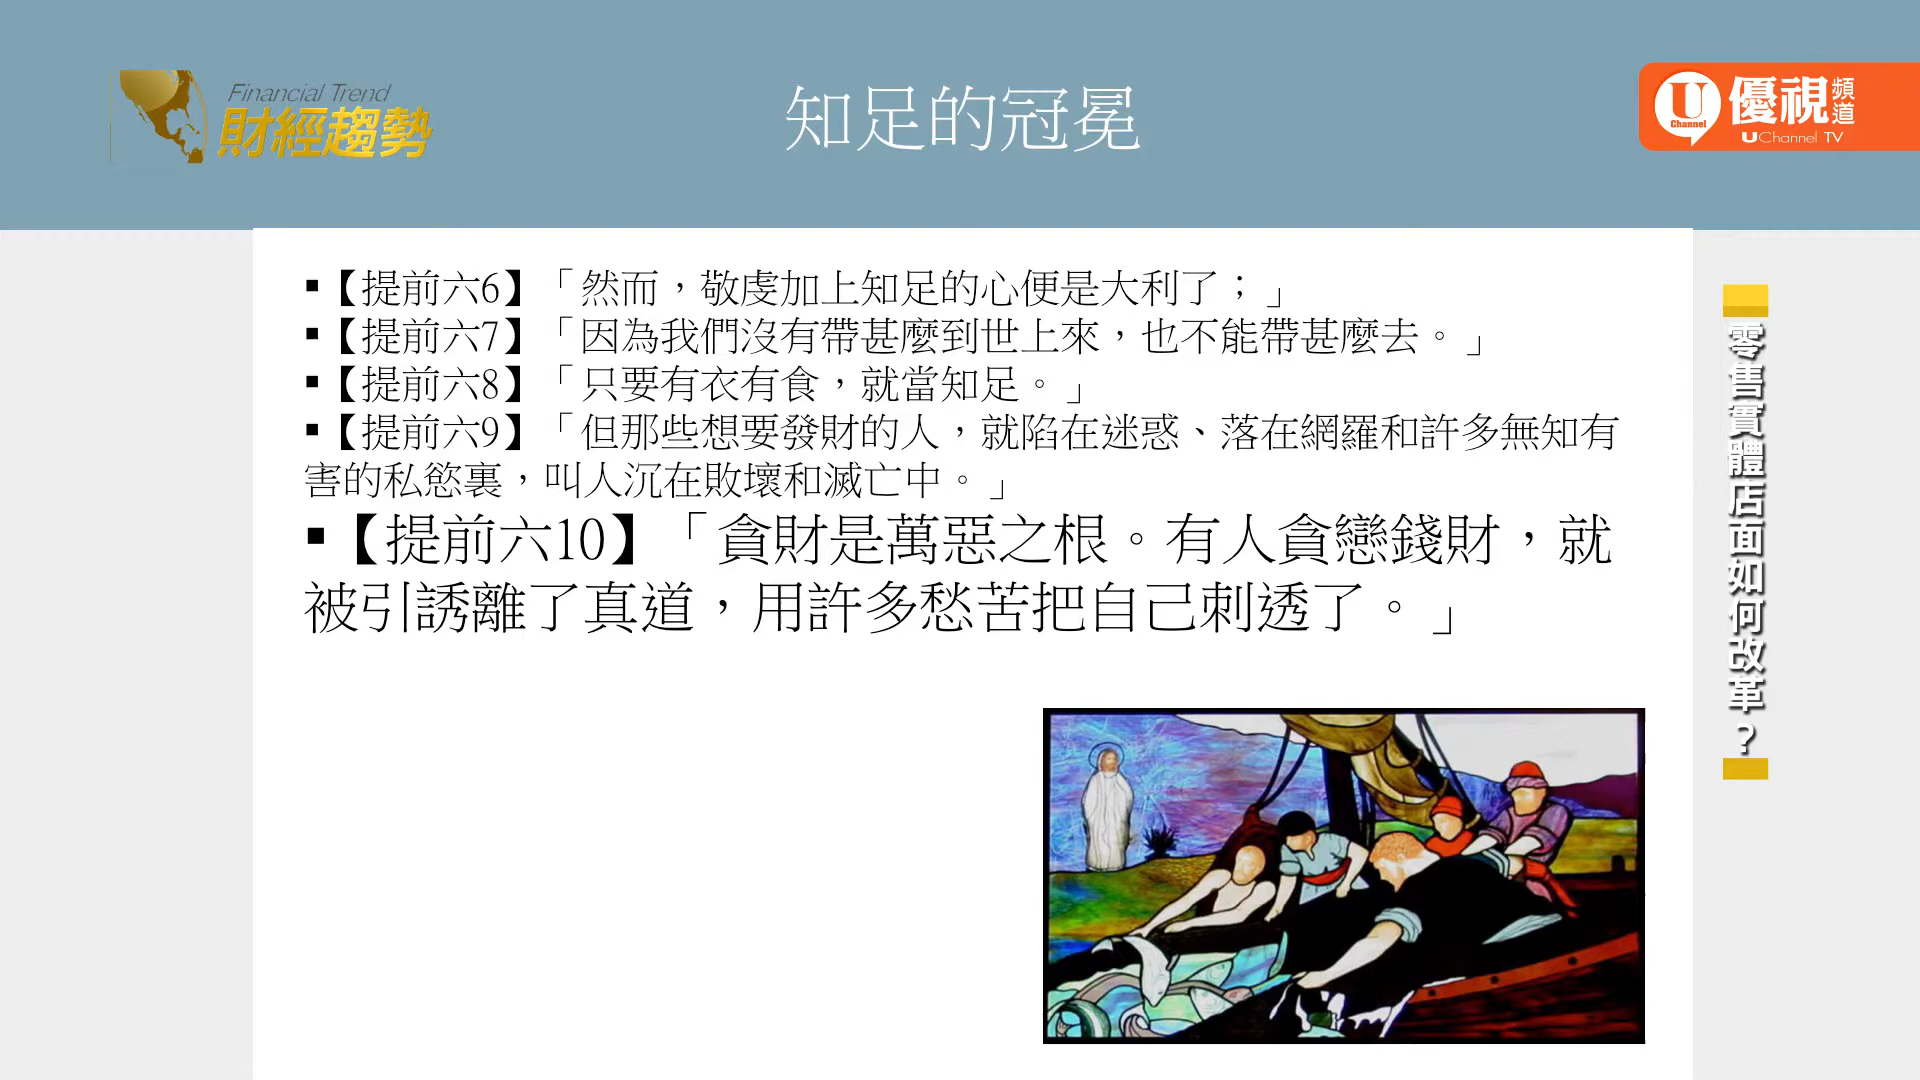 Financial Trend
財經趨勢
知足的冠冕
U
Channel
優視頻道
UChannel TV
▪【提前六6】「然而，敬虔加上知足的心便是大利了；」
▪【提前六7】「因為我們沒有帶甚麼到世上來，也不能帶甚麼去。」
▪【提前六8】「只要有衣有食，就當知足。」
▪【提前六9】「但那些想要發財的人，就陷在迷惑、落在網羅和許多無知有
害的私慾裏，叫人沉在敗壞和滅亡中。」
▪【提前六10】「貪財是萬惡之根。有人貪戀錢財，就
被引誘離了真道，用許多愁苦把自己刺透了。」
零售實體店面如何改革？